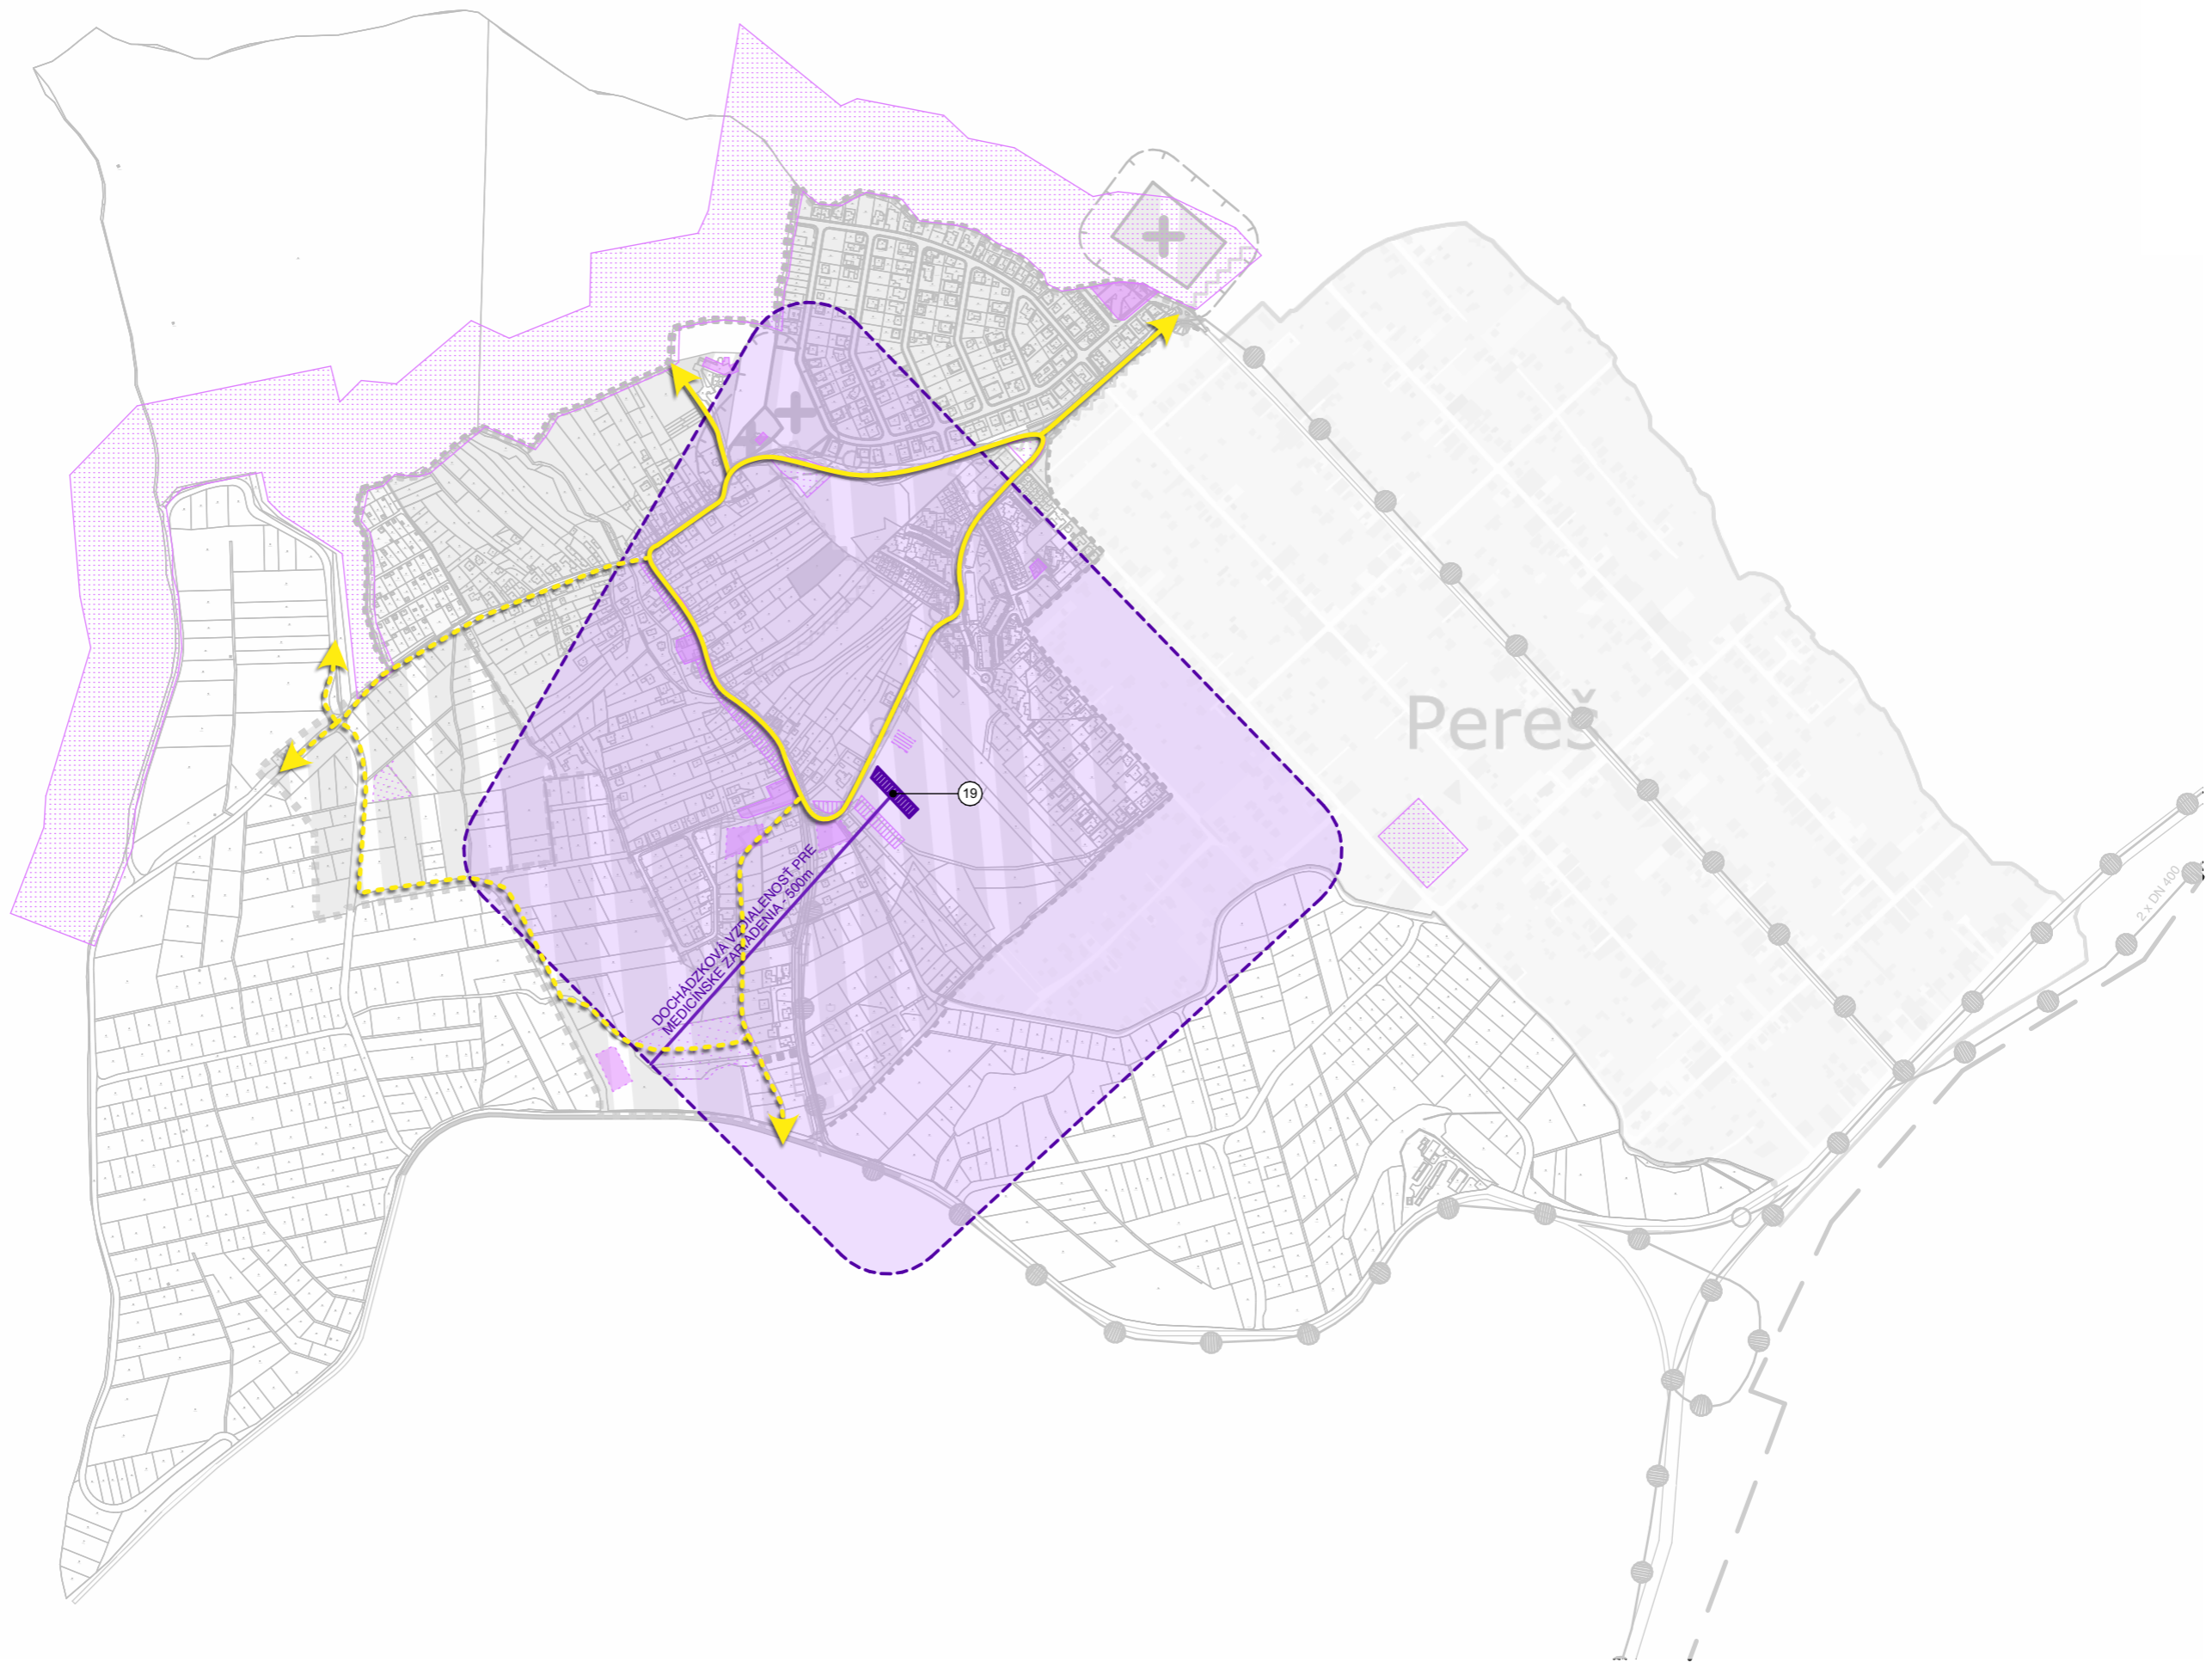 Pereš
19
DOCHÁDZKOVÁ VZDIALENOSŤ PRE
MEDICÍNSKE ZARIADENIA - 500m
2 x DN 400